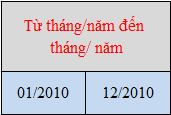 Từ tháng/năm đến
tháng/ năm
01/2010 12/2010